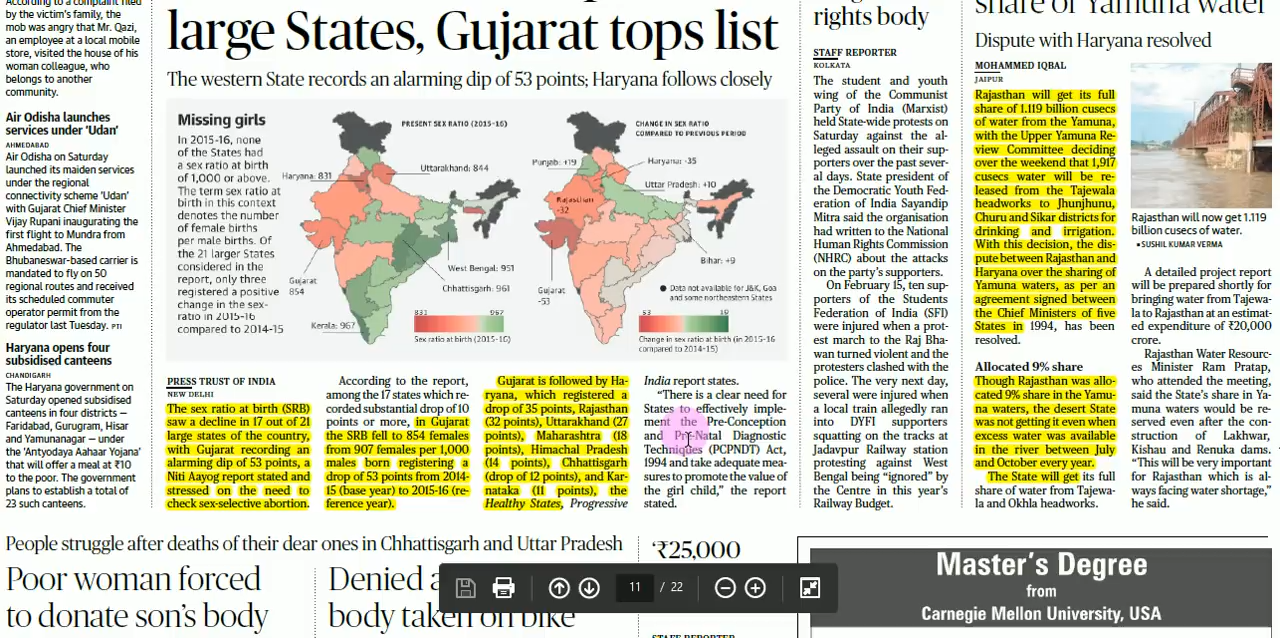 According to a complaint filed
by the victim's family, the
mob was angry that Mr. Qazi,
an employee at a local mobile
store, visited the house of his
woman colleague, who
belongs to another
community.
Air Odisha launches
services under 'Udan'
AHMEDABAD
Air Odisha on Saturday
launched its maiden services
under the regional
connectivity scheme 'Udan'
with Gujarat Chief Minister
Vijay Rupani inaugurating the
first flight to Mundra from
Ahmedabad. The
Bhubaneswar-based carrier is
mandated to fly on 50
regional routes and received
its scheduled commuter
operator permit from the
regulator last Tuesday. PTI
Haryana opens four
subsidised canteens
CHANDIGARH
The Haryana government on
Saturday opened subsidised
canteens in four districts —
Faridabad, Gurugram, Hisar
and Yamunanagar — under
the 'Antyodaya Aahaar Yojana'
that will offer a meal at ₹10
to the poor. The government
plans to establish a total of
23 such canteens.
large States, Gujarat tops list
The western State records an alarming dip of 53 points; Haryana follows closely
Missing girls
In 2015-16, none
of the States had
a sex ratio at birth
of 1,000 or above.
The term sex ratio at
birth in this context
denotes the number
of female births
per male births. Of
the 21 larger States
considered in the
report, only three
registered a positive
change in the sex-
ratio in 2015-16
compared to 2014-15
PRESENT SEX RATIO (2015-16)
Haryana: 831
Uttarakhand: 844
West Bengal: 951
Chhattisgarh: 961
Gujarat
854
Kerala: 967
831 967
Sex ratio at birth (2015-16)
CHANGE IN SEX RATIO
COMPARED TO PREVIOUS PERIOD
Punjab: +19
Haryana: -35
Uttar Pradesh: +10
Rajasthan
-32
Bihar: +9
Gujarat
-53
● Data not available for J&K, Goa
and some northeastern States
-53 19
Change in sex ratio at birth (in 2015-16
compared to 2014-15)
PRESS TRUST OF INDIA
NEW DELHI
The sex ratio at birth (SRB)
saw a decline in 17 out of 21
large states of the country,
with Gujarat recording an
alarming dip of 53 points, a
Niti Aayog report stated and
stressed on the need to
check sex-selective abortion.
According to the report,
among the 17 states which re-
corded substantial drop of 10
points or more, in Gujarat
the SRB fell to 854 females
from 907 females per 1,000
males born registering a
drop of 53 points from 2014-
15 (base year) to 2015-16 (re-
ference year).
Gujarat is followed by Ha-
ryana, which registered a
drop of 35 points, Rajasthan
(32 points), Uttarakhand (27
points), Maharashtra (18
points), Himachal Pradesh
(14 points), Chhattisgarh
(drop of 12 points), and Kar-
nataka (11 points), the
Healthy States, Progressive
India report states.
"There is a clear need for
States to effectively imple-
ment the Pre-Conception
and Pre-Natal Diagnostic
Techniques (PCPNDT) Act,
1994 and take adequate mea-
sures to promote the value of
the girl child," the report
stated.
rights body
STAFF REPORTER
KOLKATA
The student and youth
wing of the Communist
Party of India (Marxist)
held State-wide protests on
Saturday against the al-
leged assault on their sup-
porters over the past sever-
al days. State president of
the Democratic Youth Fed-
eration of India Sayandip
Mitra said the organisation
had written to the National
Human Rights Commission
(NHRC) about the attacks
on the party's supporters.
On February 15, ten sup-
porters of the Students
Federation of India (SFI)
were injured when a prot-
est march to the Raj Bha-
wan turned violent and the
protesters clashed with the
police. The very next day,
several were injured when
a local train allegedly ran
into DYFI supporters
squatting on the tracks at
Jadavpur Railway station
protesting against West
Bengal being "ignored" by
the Centre in this year's
Railway Budget.
share of Yamuna water
Dispute with Haryana resolved
MOHAMMED IQBAL
JAIPUR
Rajasthan will get its full
share of 1.119 billion cusecs
of water from the Yamuna,
with the Upper Yamuna Re-
view Committee deciding
over the weekend that 1,917
cusecs water will be re-
leased from the Tajewala
headworks to Jhunjhunu,
Churu and Sikar districts for
drinking and irrigation.
With this decision, the dis-
pute between Rajasthan and
Haryana over the sharing of
Yamuna waters, as per an
agreement signed between
the Chief Ministers of five
States in 1994, has been
resolved.
Allocated 9% share
Though Rajasthan was allo-
cated 9% share in the Yamu-
na waters, the desert State
was not getting it even when
excess water was available
in the river between July
and October every year.
The State will get its full
share of water from Tajewa-
la and Okhla headworks.
Rajasthan will now get 1.119
billion cusecs of water.
▪ SUSHIL KUMAR VERMA
A detailed project report
will be prepared shortly for
bringing water from Tajewa-
la to Rajasthan at an estimat-
ed expenditure of ₹20,000
crore.
Rajasthan Water Resourc-
es Minister Ram Pratap,
who attended the meeting,
said the State's share in Ya-
muna waters would be re-
served even after the con-
struction of Lakhwar,
Kishau and Renuka dams.
"This will be very important
for Rajasthan which is al-
ways facing water shortage,"
he said.
People struggle after deaths of their dear ones in Chhattisgarh and Uttar Pradesh
Poor woman forced
to donate son's body
Denied a
body taken on bike
'₹25,000
STAFF REPORTER
11 / 22
Master's Degree
from
Carnegie Mellon University, USA